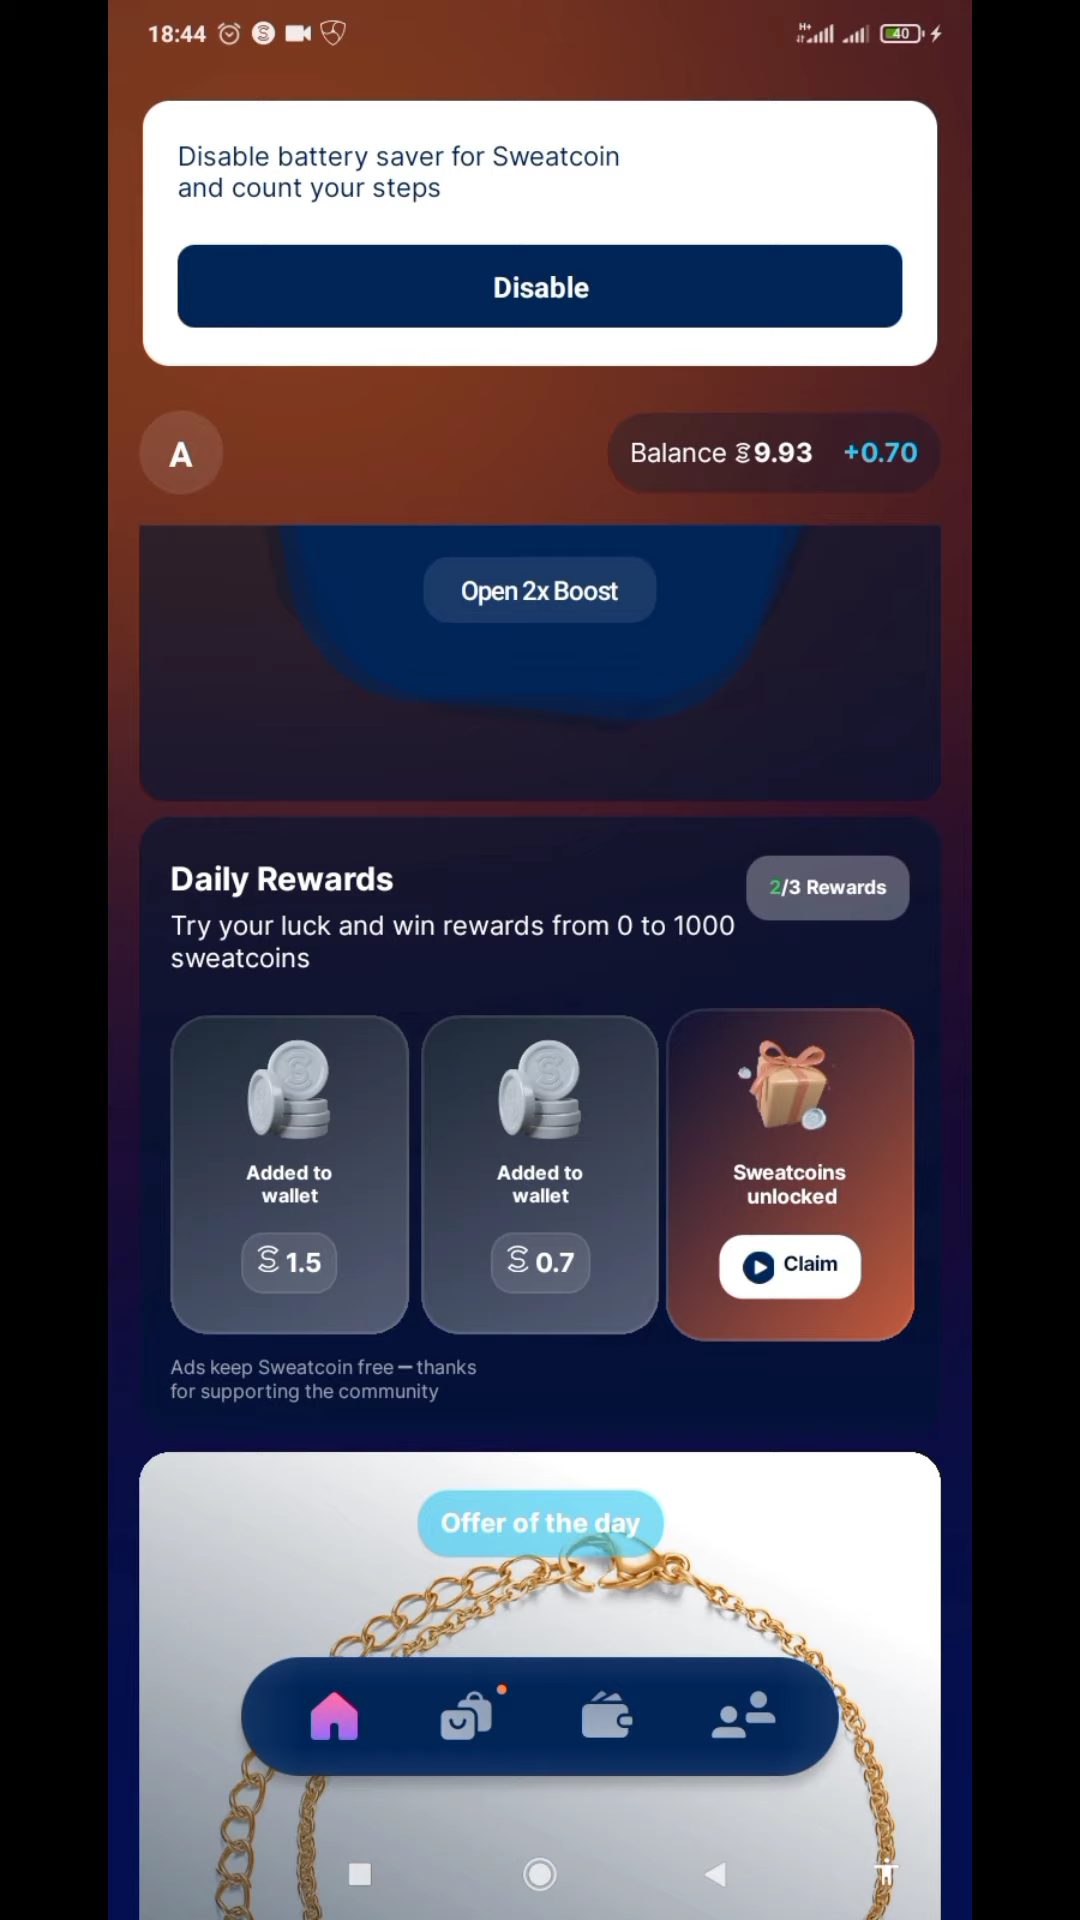 18:44
H+
40
Disable battery saver for Sweatcoin
and count your steps
Disable
A
Balance 9.93 +0.70
Open 2x Boost
Daily Rewards
2/3 Rewards
Try your luck and win rewards from 0 to 1000
sweatcoins
Added to
wallet
1.5
Added to
wallet
0.7
Sweatcoins
unlocked
Claim
Ads keep Sweatcoin free — thanks
for supporting the community
Offer of the day